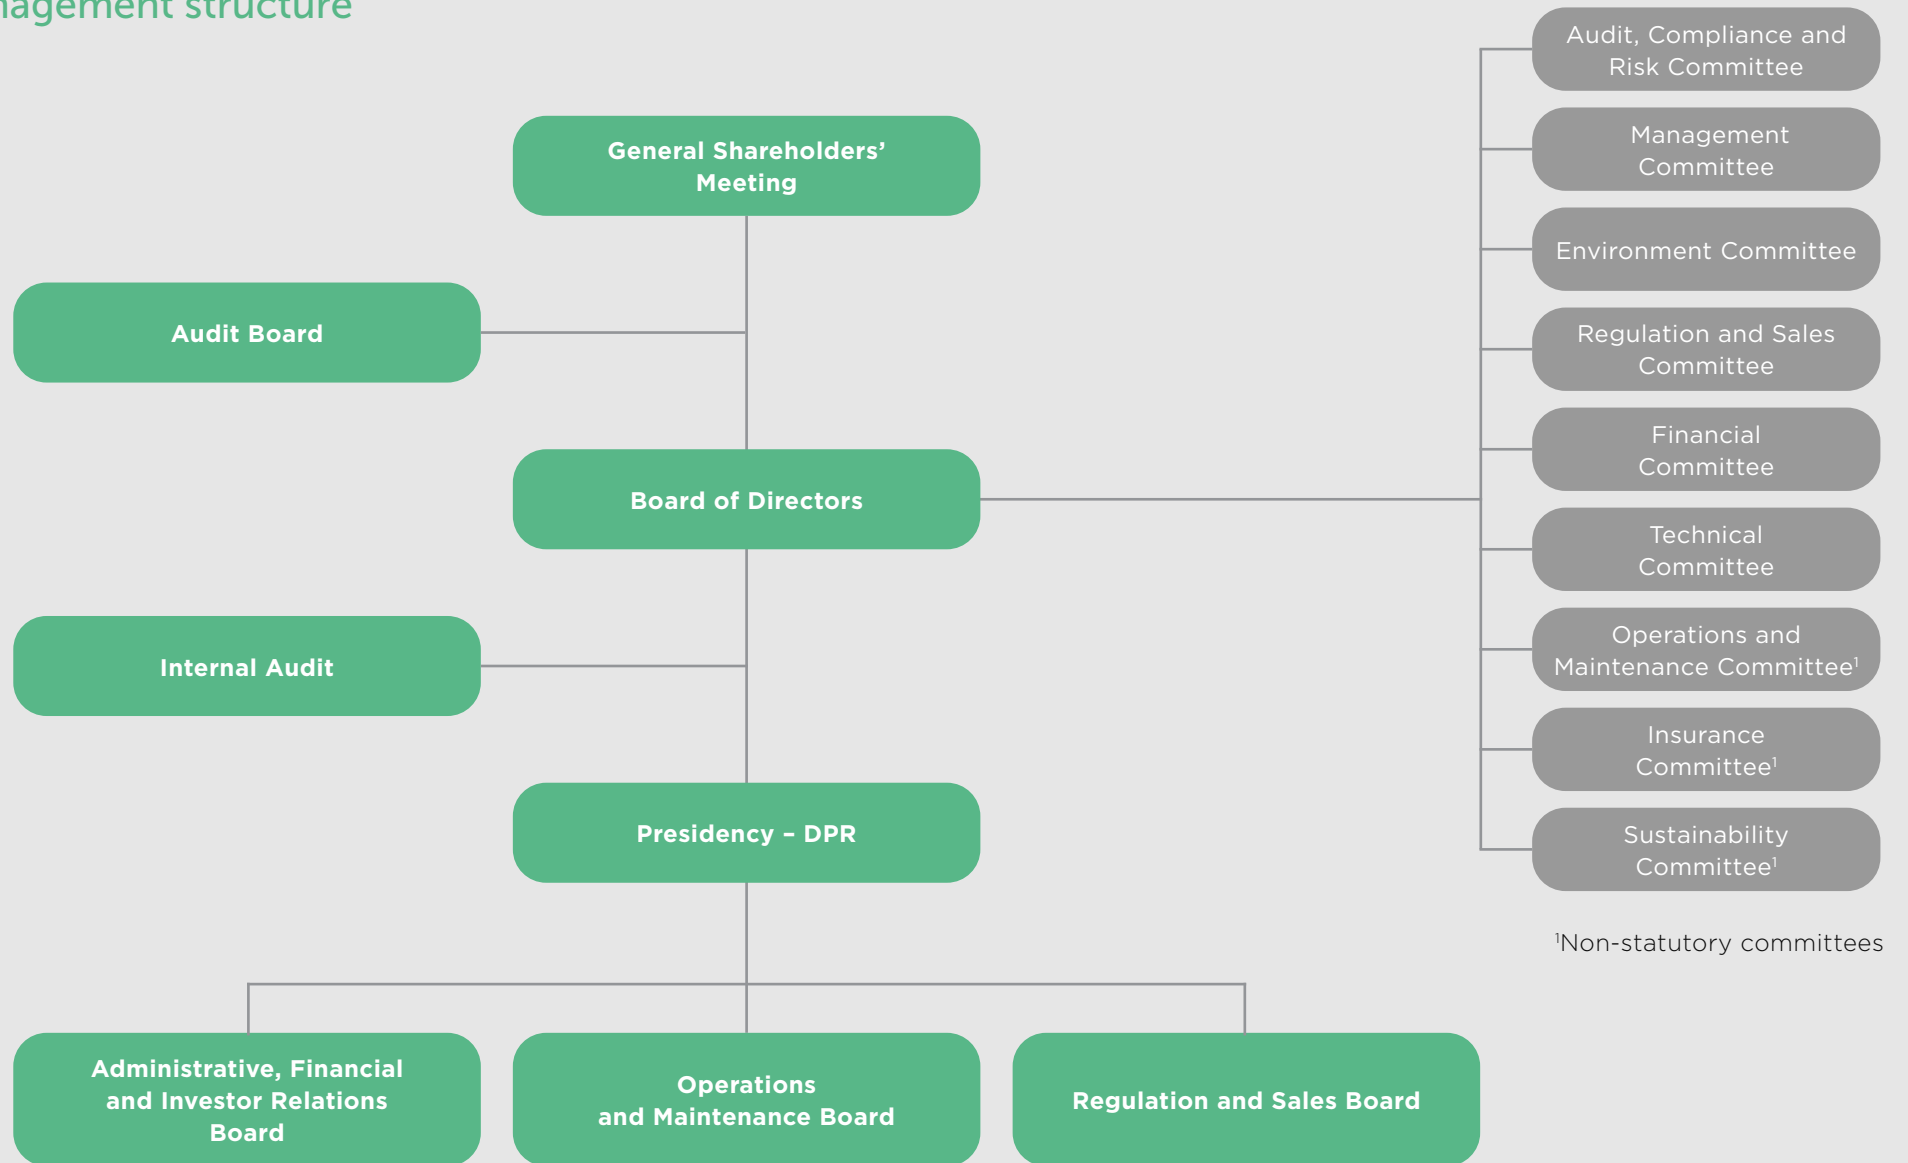 structure
General Shareholders’
Meeting
Audit Board
Board of Directors
Internal Audit
Presidency – DPR
Administrative, Financial
and Investor Relations
Board
Operations
and Maintenance Board
Regulation and Sales Board
Audit, Compliance and
Risk Committee
Management
Committee
Environment Committee
Regulation and Sales
Committee
Financial
Committee
Technical
Committee
Operations and
Maintenance Committee¹
Insurance
Committee¹
Sustainability
Committee¹
¹Non-statutory committees